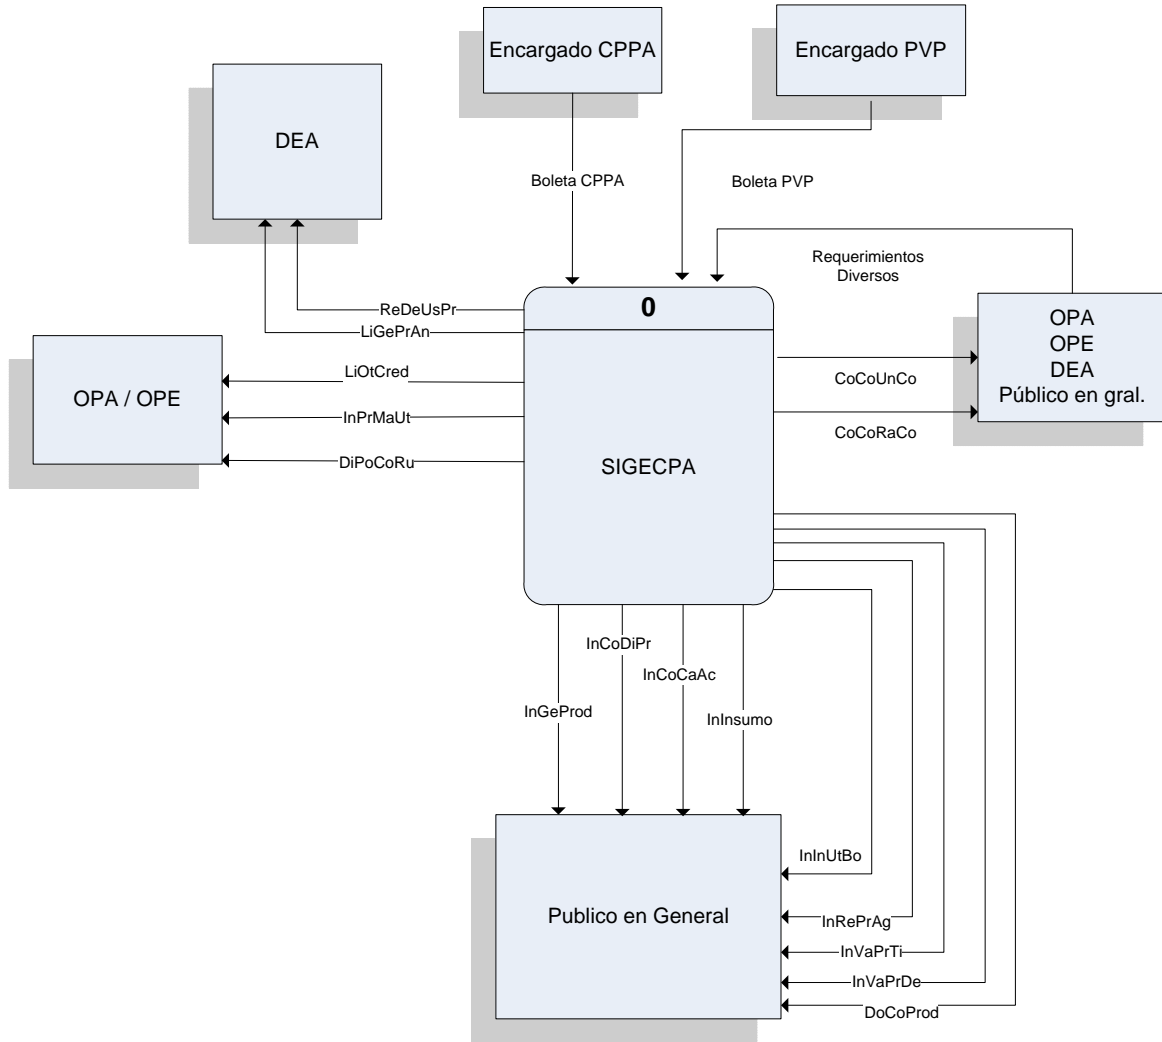 Encargado CPPA
Encargado PVP
DEA
Boleta CPPA
Boleta PVP
Requerimientos
Diversos
0
ReDeUsPr
LiGePrAn
OPA
OPE
DEA
Público en gral.
LiOtCred
OPA / OPE
InPrMaUt
DiPoCoRu
CoCoUnCo
CoCoRaCo
SIGECPA
InCoDiPr
InCoCaAc
InGeProd
InInsumo
InInUtBo
Publico en General
InRePrAg
InVaPrTi
InVaPrDe
DoCoProd